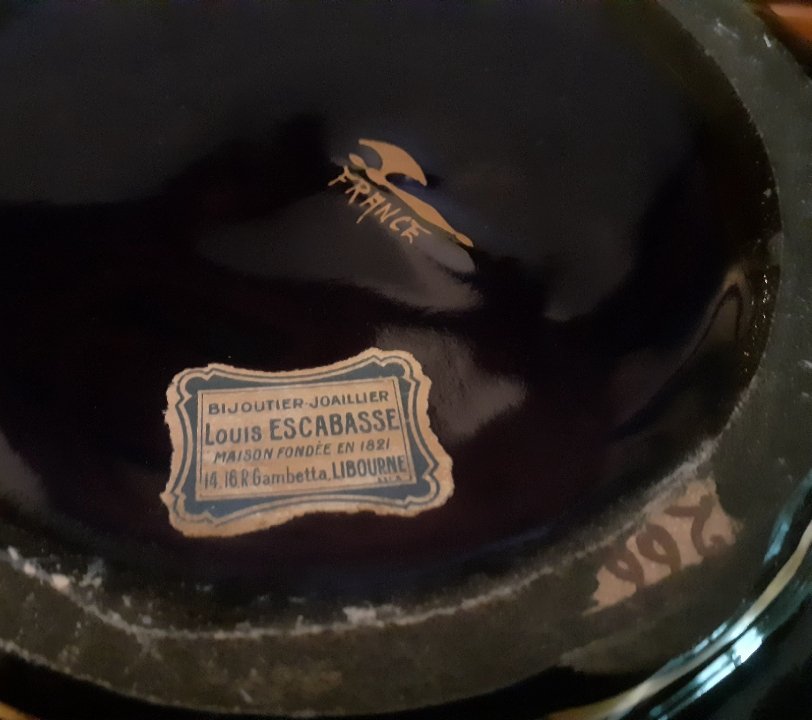 FRANCE
BIJOUTIER-JOAILLIER
LOUIS ESCABASSE
MAISON FONDÉE EN 1821
14, 16, R. Gambetta, LIBOURNE